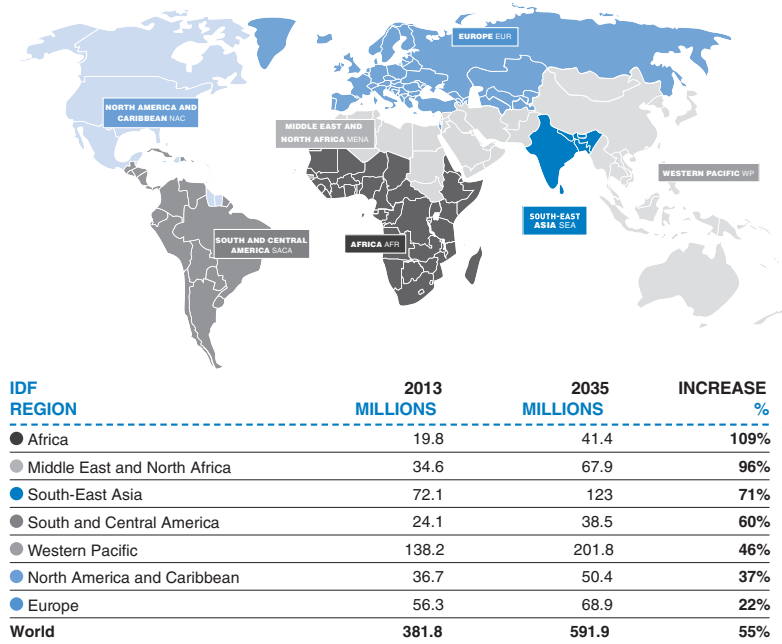 EUROPE EUR
NORTH AMERICA AND
CARIBBEAN NAC
MIDDLE EAST AND
NORTH AFRICA MENA
WESTERN PACIFIC WP
SOUTH-EAST
ASIA SEA
SOUTH AND CENTRAL
AMERICA SACA
AFRICA AFR
IDF 2013 2035 INCREASE
REGION MILLIONS MILLIONS %
Africa 19.8 41.4 109%
Middle East and North Africa 34.6 67.9 96%
South-East Asia 72.1 123 71%
South and Central America 24.1 38.5 60%
Western Pacific 138.2 201.8 46%
North America and Caribbean 36.7 50.4 37%
Europe 56.3 68.9 22%
World 381.8 591.9 55%